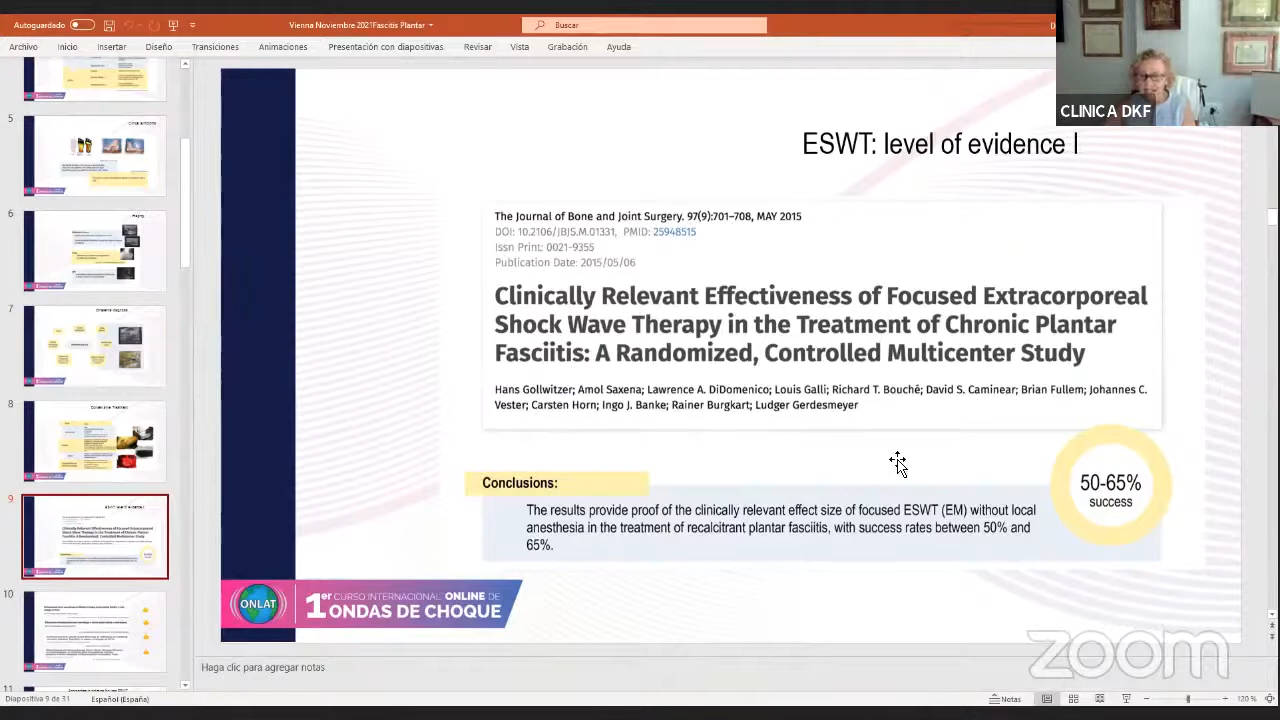 Autoguardado
Vienna Noviembre 2021Fascitis Plantar
Buscar
Archivo
Inicio
Insertar
Diseño
Transiciones
Animaciones
Presentación con diapositivas
Revisar
Vista
Grabación
Ayuda
CLINICA DKF
5
6
7
8
9
10
11
ESWT: level of evidence I
The Journal of Bone and Joint Surgery. 97(9):701–708, MAY 2015
DOI: 10.2106/JBJS.M.01331, PMID: 25948515
Issn Print: 0021-9355
Publication Date: 2015/05/06
Clinically Relevant Effectiveness of Focused Extracorporeal
Shock Wave Therapy in the Treatment of Chronic Plantar
Fasciitis: A Randomized, Controlled Multicenter Study
Hans Gollwitzer; Amol Saxena; Lawrence A. DiDomenico; Louis Galli; Richard T. Bouché; David S. Caminear; Brian Fullem; Johannes C.
Vester; Carsten Horn; Ingo J. Banke; Rainer Burgkart; Ludger Gerdesmeyer
Conclusions:
The results provide proof of the clinically relevant effect size of focused ESWT (EM) without local
anesthesia in the treatment of recalcitrant plantar fasciitis, with success rates between 50% and
65%.
50-65%
success
ONLAT
1er CURSO INTERNACIONAL ONLINE DE
ONDAS DE CHOQUE
zoom
Haga clic para agregar notas
Diapositiva 9 de 31
Español (España)
Notas
120 %